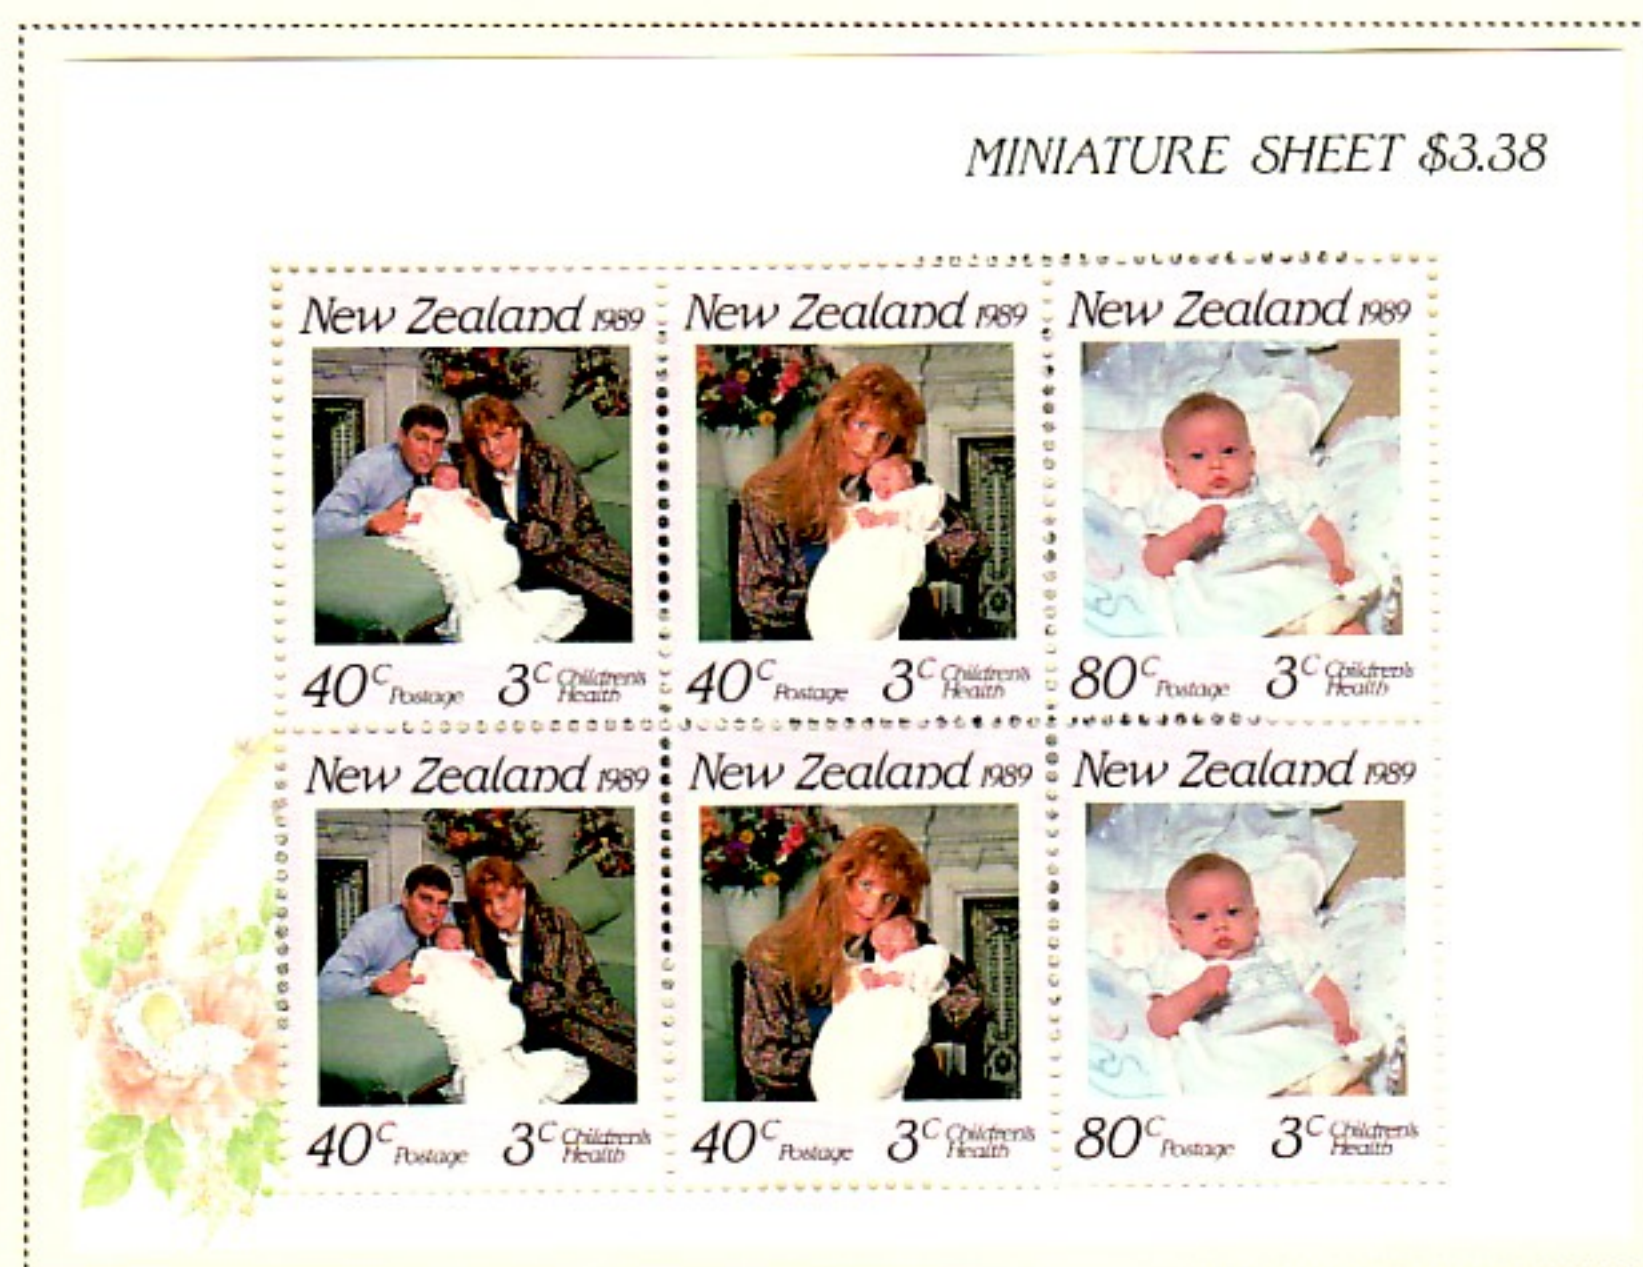 MINIATURE SHEET $3.38
New Zealand 1989 New Zealand 1989 New Zealand 1989
40c Postage 3c Children's Health 40c Postage 3c Children's Health 80c Postage 3c Children's Health
New Zealand 1989 New Zealand 1989 New Zealand 1989
40c Postage 3c Children's Health 40c Postage 3c Children's Health 80c Postage 3c Children's Health